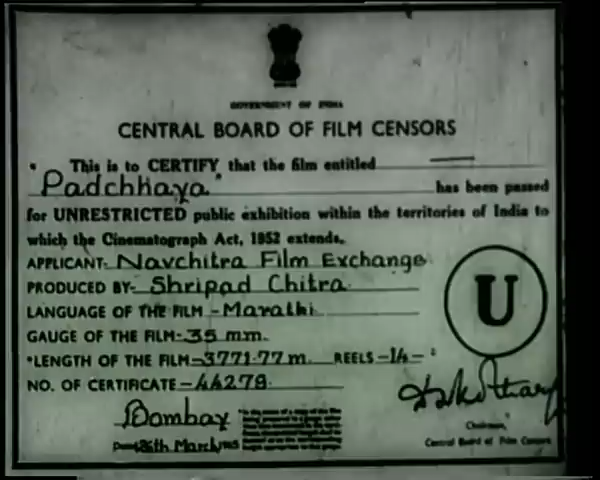 GOVERNMENT OF INDIA
CENTRAL BOARD OF FILM CENSORS
This is to CERTIFY that the film entitled
"Padchhaya" has been passed
for UNRESTRICTED public exhibition within the territories of India to
which the Cinematograph Act, 1952 extends.
APPLICANT- Navchitra Film Exchange
PRODUCED BY- Shripad Chitra
LANGUAGE OF THE FILM - Marathi
GAUGE OF THE FILM- 35 mm.
*LENGTH OF THE FILM - 3771.77 m. REELS - 14 -
NO. OF CERTIFICATE - 44279
U
Bombay
March
Chairman,
Central Board of Film Censors